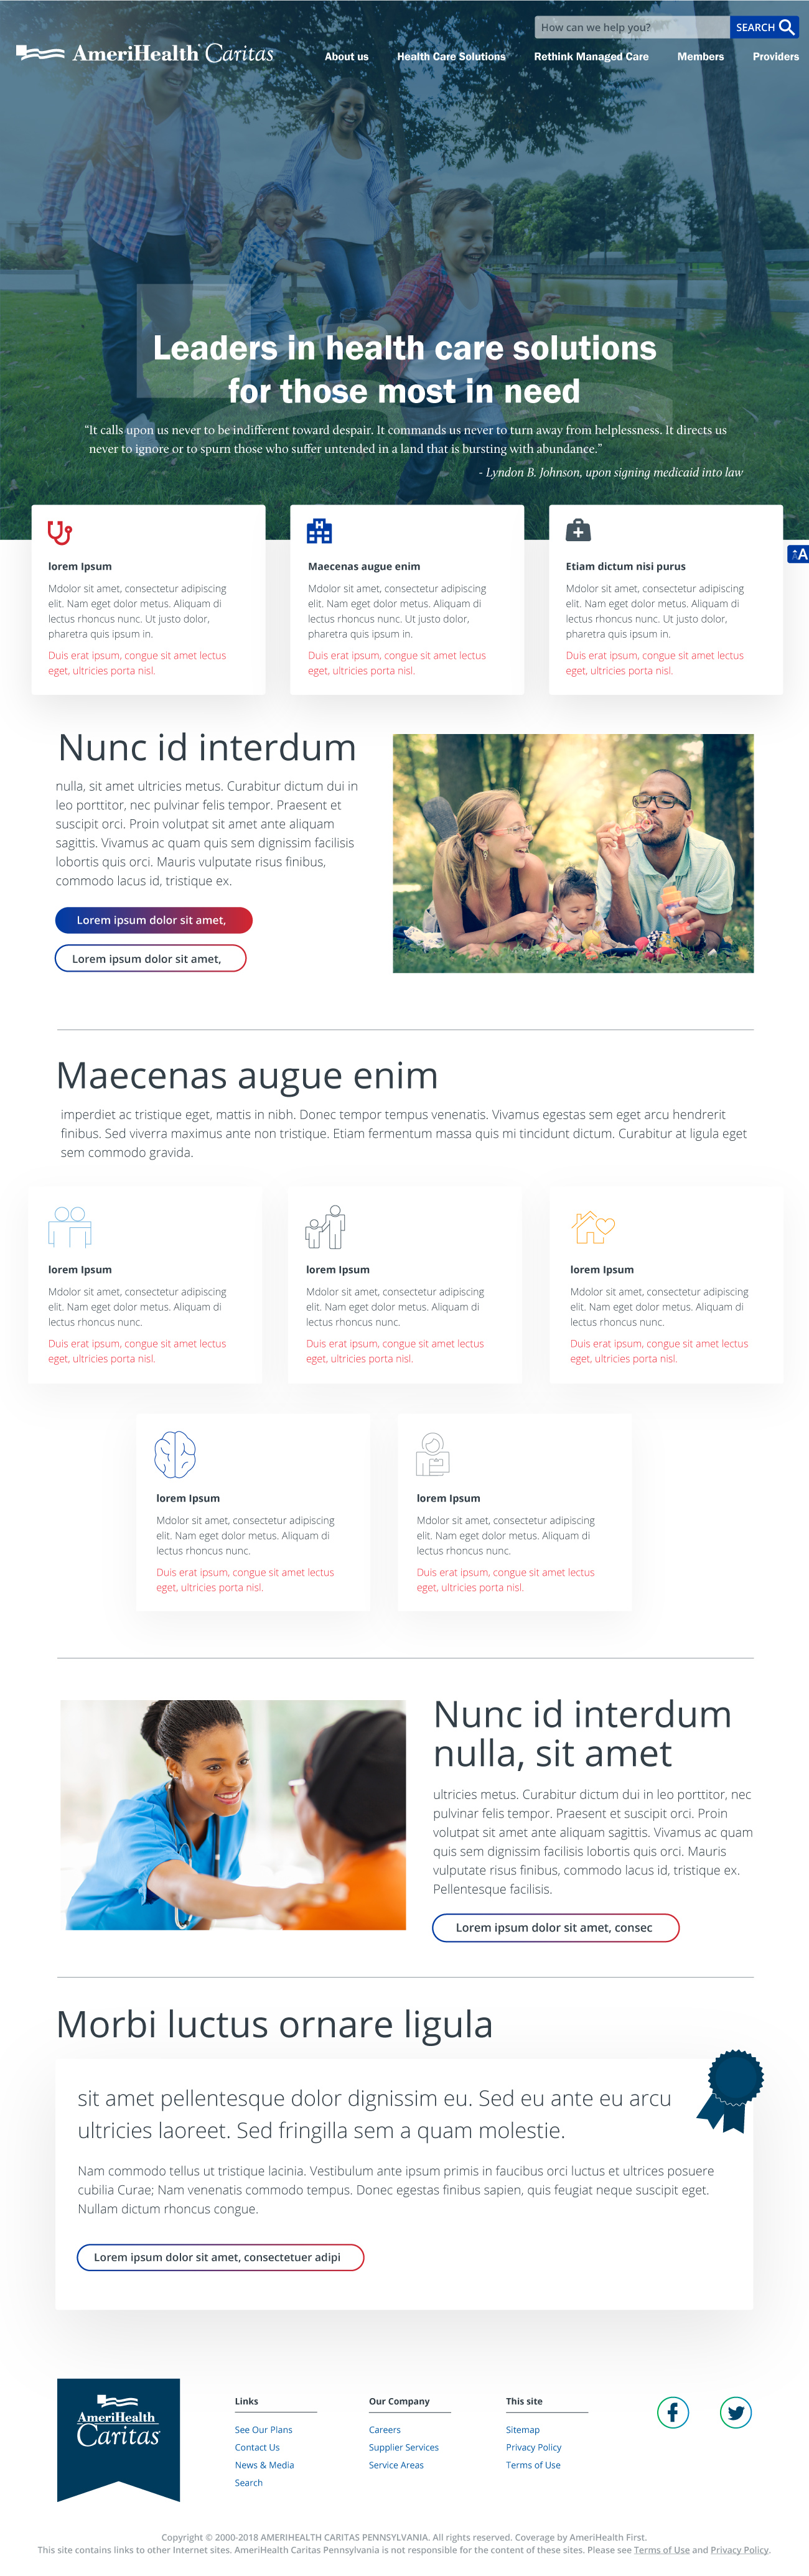 How can we help you?
SEARCH
AmeriHealth Caritas
About us
Health Care Solutions
Rethink Managed Care
Members
Providers
Leaders in health care solutions
for those most in need
“It calls upon us never to be indifferent toward despair. It commands us never to turn away from helplessness. It directs us
never to ignore or to spurn those who suffer untended in a land that is bursting with abundance.”
- Lyndon B. Johnson, upon signing medicaid into law
A
lorem Ipsum
Mdolor sit amet, consectetur adipiscing
elit. Nam eget dolor metus. Aliquam di
lectus rhoncus nunc. Ut justo dolor,
pharetra quis ipsum in.
Duis erat ipsum, congue sit amet lectus
eget, ultricies porta nisl.
H
Maecenas augue enim
Mdolor sit amet, consectetur adipiscing
elit. Nam eget dolor metus. Aliquam di
lectus rhoncus nunc. Ut justo dolor,
pharetra quis ipsum in.
Duis erat ipsum, congue sit amet lectus
eget, ultricies porta nisl.
Etiam dictum nisi purus
Mdolor sit amet, consectetur adipiscing
elit. Nam eget dolor metus. Aliquam di
lectus rhoncus nunc. Ut justo dolor,
pharetra quis ipsum in.
Duis erat ipsum, congue sit amet lectus
eget, ultricies porta nisl.
Nunc id interdum
nulla, sit amet ultricies metus. Curabitur dictum dui in
leo porttitor, nec pulvinar felis tempor. Praesent et
suscipit orci. Proin volutpat sit amet ante aliquam
sagittis. Vivamus ac quam quis sem dignissim facilisis
lobortis quis orci. Mauris vulputate risus finibus,
commodo lacus id, tristique ex.
Lorem ipsum dolor sit amet,
Lorem ipsum dolor sit amet,
Maecenas augue enim
imperdiet ac tristique eget, mattis in nibh. Donec tempor tempus venenatis. Vivamus egestas sem eget arcu hendrerit
finibus. Sed viverra maximus ante non tristique. Etiam fermentum massa quis mi tincidunt dictum. Curabitur at ligula eget
sem commodo gravida.
lorem Ipsum
Mdolor sit amet, consectetur adipiscing
elit. Nam eget dolor metus. Aliquam di
lectus rhoncus nunc.
Duis erat ipsum, congue sit amet lectus
eget, ultricies porta nisl.
lorem Ipsum
Mdolor sit amet, consectetur adipiscing
elit. Nam eget dolor metus. Aliquam di
lectus rhoncus nunc.
Duis erat ipsum, congue sit amet lectus
eget, ultricies porta nisl.
lorem Ipsum
Mdolor sit amet, consectetur adipiscing
elit. Nam eget dolor metus. Aliquam di
lectus rhoncus nunc.
Duis erat ipsum, congue sit amet lectus
eget, ultricies porta nisl.
lorem Ipsum
Mdolor sit amet, consectetur adipiscing
elit. Nam eget dolor metus. Aliquam di
lectus rhoncus nunc.
Duis erat ipsum, congue sit amet lectus
eget, ultricies porta nisl.
lorem Ipsum
Mdolor sit amet, consectetur adipiscing
elit. Nam eget dolor metus. Aliquam di
lectus rhoncus nunc.
Duis erat ipsum, congue sit amet lectus
eget, ultricies porta nisl.
Nunc id interdum
nulla, sit amet
ultricies metus. Curabitur dictum dui in leo porttitor, nec
pulvinar felis tempor. Praesent et suscipit orci. Proin
volutpat sit amet ante aliquam sagittis. Vivamus ac quam
quis sem dignissim facilisis lobortis quis orci. Mauris
vulputate risus finibus, commodo lacus id, tristique ex.
Pellentesque facilisis.
Lorem ipsum dolor sit amet, consec
Morbi luctus ornare ligula
sit amet pellentesque dolor dignissim eu. Sed eu ante eu arcu
ultricies laoreet. Sed fringilla sem a quam molestie.
Nam commodo tellus ut tristique lacinia. Vestibulum ante ipsum primis in faucibus orci luctus et ultrices posuere
cubilia Curae; Nam venenatis commodo tempus. Donec egestas finibus sapien, quis feugiat neque suscipit eget.
Nullam dictum rhoncus congue.
Lorem ipsum dolor sit amet, consectetuer adipi
AmeriHealth
Caritas
Links
See Our Plans
Contact Us
News & Media
Search
Our Company
Careers
Supplier Services
Service Areas
This site
Sitemap
Privacy Policy
Terms of Use
Copyright © 2000-2018 AMERIHEALTH CARITAS PENNSYLVANIA. All rights reserved. Coverage by AmeriHealth First.
This site contains links to other Internet sites. AmeriHealth Caritas Pennsylvania is not responsible for the content of these sites. Please see Terms of Use and Privacy Policy.